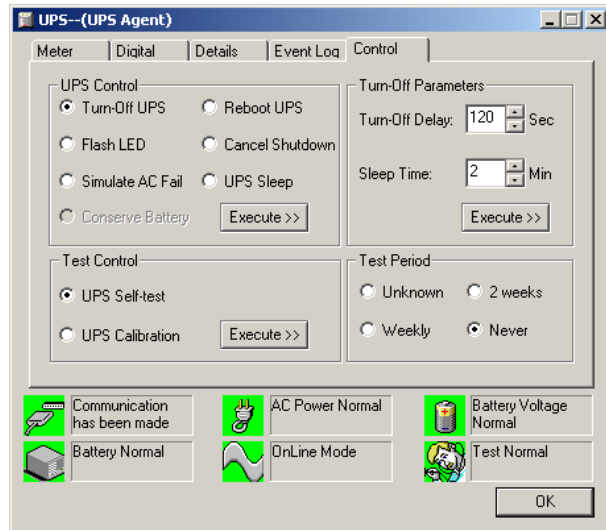 UPS--(UPS Agent)
Meter Digital Details Event Log Control
UPS Control
Turn-Off UPS Reboot UPS
Flash LED Cancel Shutdown
Simulate AC Fail UPS Sleep
Conserve Battery Execute >>
Turn-Off Parameters
Turn-Off Delay: 120 Sec
Sleep Time: 2 Min
Execute >>
Test Control
UPS Self-test
UPS Calibration Execute >>
Test Period
Unknown 2 weeks
Weekly Never
Communication
has been made
AC Power Normal
Battery Voltage
Normal
Battery Normal
OnLine Mode
Test Normal
OK